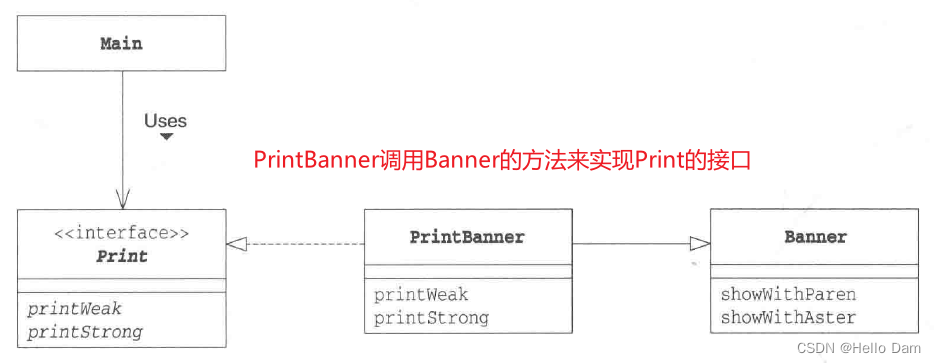 Main
Uses
PrintBanner调用Banner的方法来实现Print的接口
<<interface>>
Print
printWeak
printStrong
PrintBanner
printWeak
printStrong
Banner
showWithParen
showWithAster
CSDN @Hello Dam